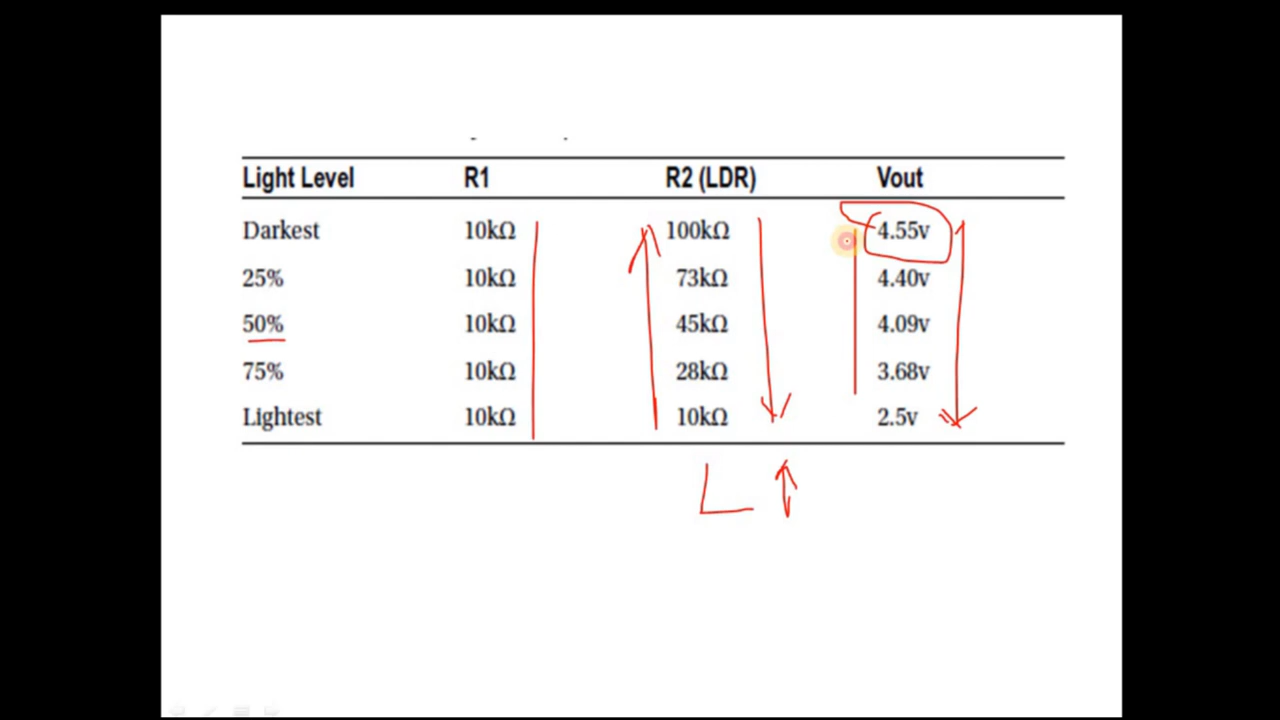 Light Level R1 R2 (LDR) Vout
Darkest 10kΩ 100kΩ 4.55v
25% 10kΩ 73kΩ 4.40v
50% 10kΩ 45kΩ 4.09v
75% 10kΩ 28kΩ 3.68v
Lightest 10kΩ 10kΩ 2.5v
L ↑